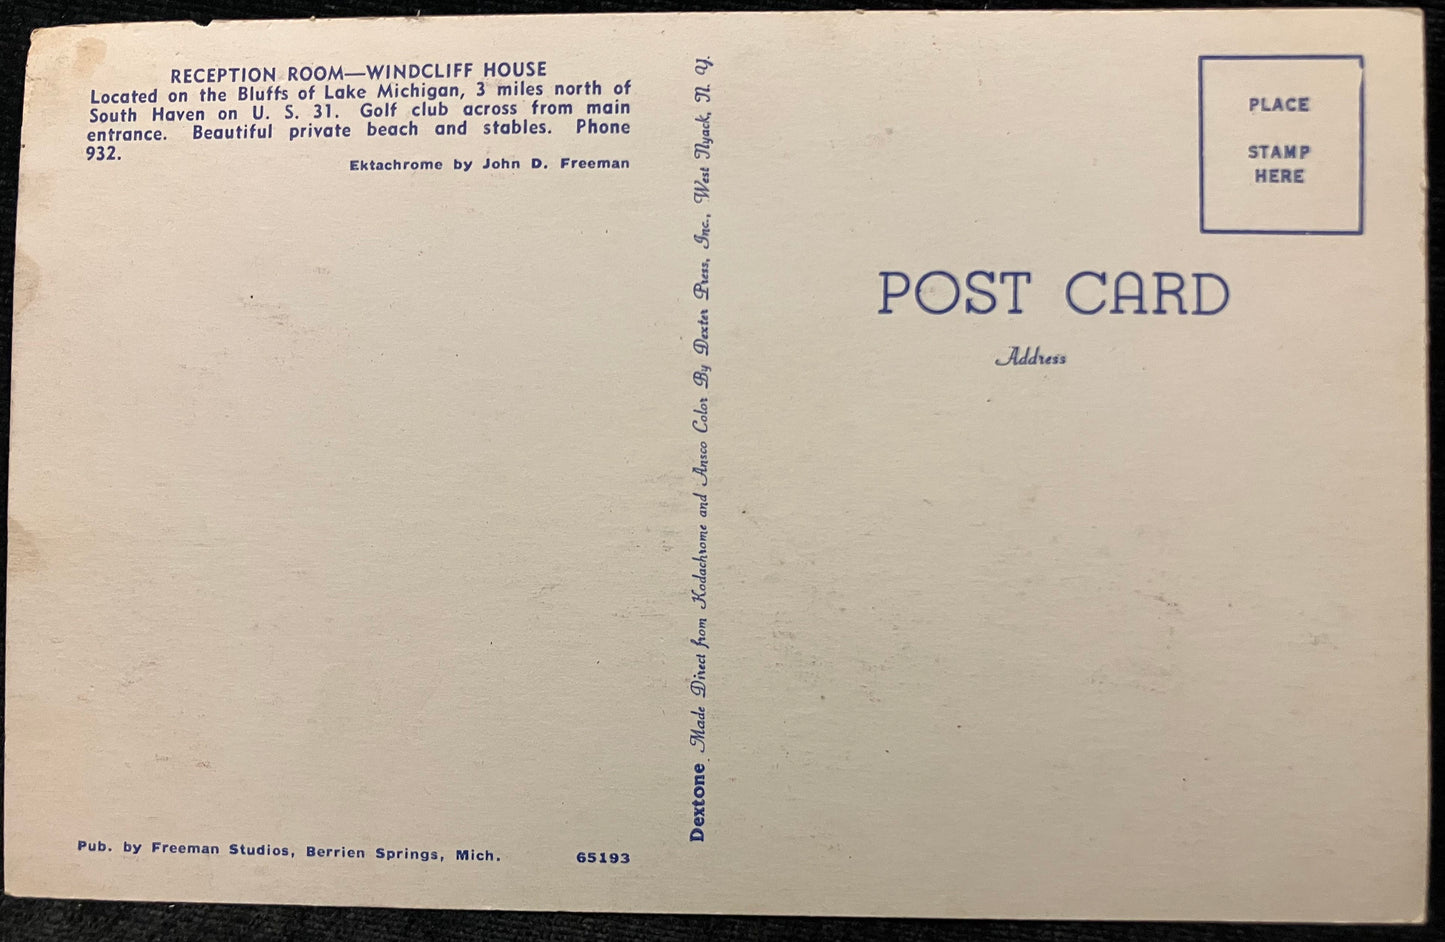 RECEPTION ROOM—WINDCLIFF HOUSE
Located on the Bluffs of Lake Michigan, 3 miles north of
South Haven on U. S. 31. Golf club across from main
entrance. Beautiful private beach and stables. Phone
932.
Ektachrome by John D. Freeman
Pub. by Freeman Studios, Berrien Springs, Mich.
65193
Dextone Made Direct from Kodachrome and Ansco Color By Dexter Press, Inc., West Nyack, N. Y.
PLACE
STAMP
HERE
POST CARD
Address